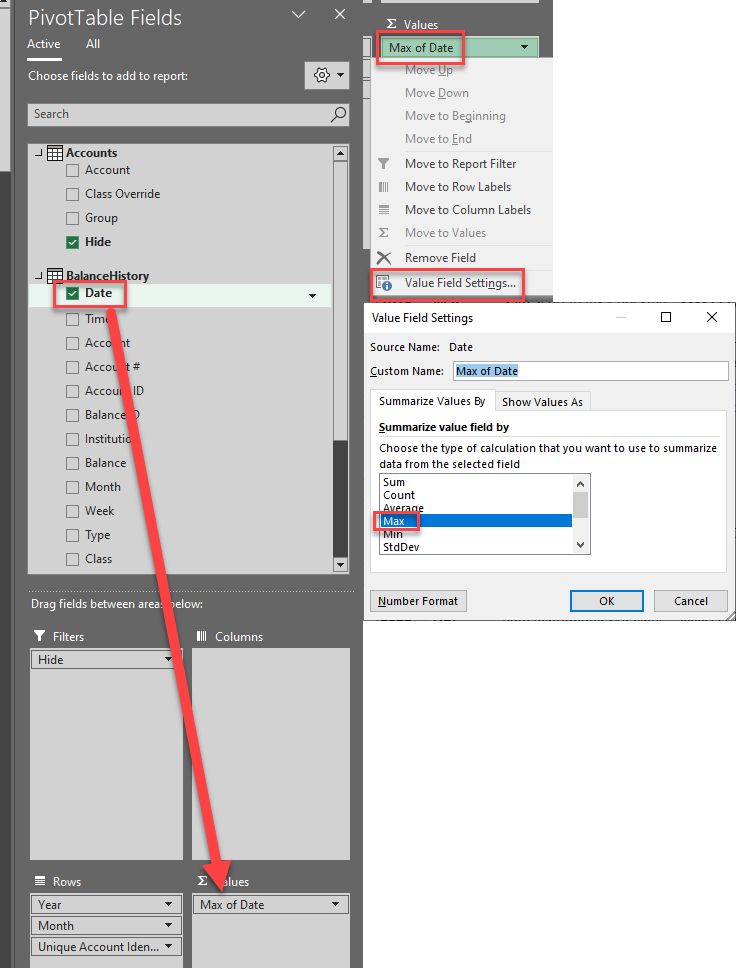 PivotTable Fields
Active All
Choose fields to add to report:
Search
Accounts
Account
Class Override
Group
Hide
BalanceHistory
Date
Time
Account
Account #
Account ID
Balance
Month
Week
Type
Class
Drag fields between areas below:
Filters
Columns
Hide
Rows
Σ Values
Year
Month
Unique Account Iden...
Max of Date
Σ Values
Max of Date
Move Up
Move Down
Move to Beginning
Move to End
Move to Report Filter
Move to Row Labels
Move to Column Labels
Σ Move to Values
Remove Field
Value Field Settings...
Value Field Settings
Source Name: Date
Custom Name: Max of Date
Summarize Values By Show Values As
Summarize value field by
Choose the type of calculation that you want to use to summarize
data from the selected field
Sum
Count
Average
Max
Min
StdDev
Number Format OK Cancel